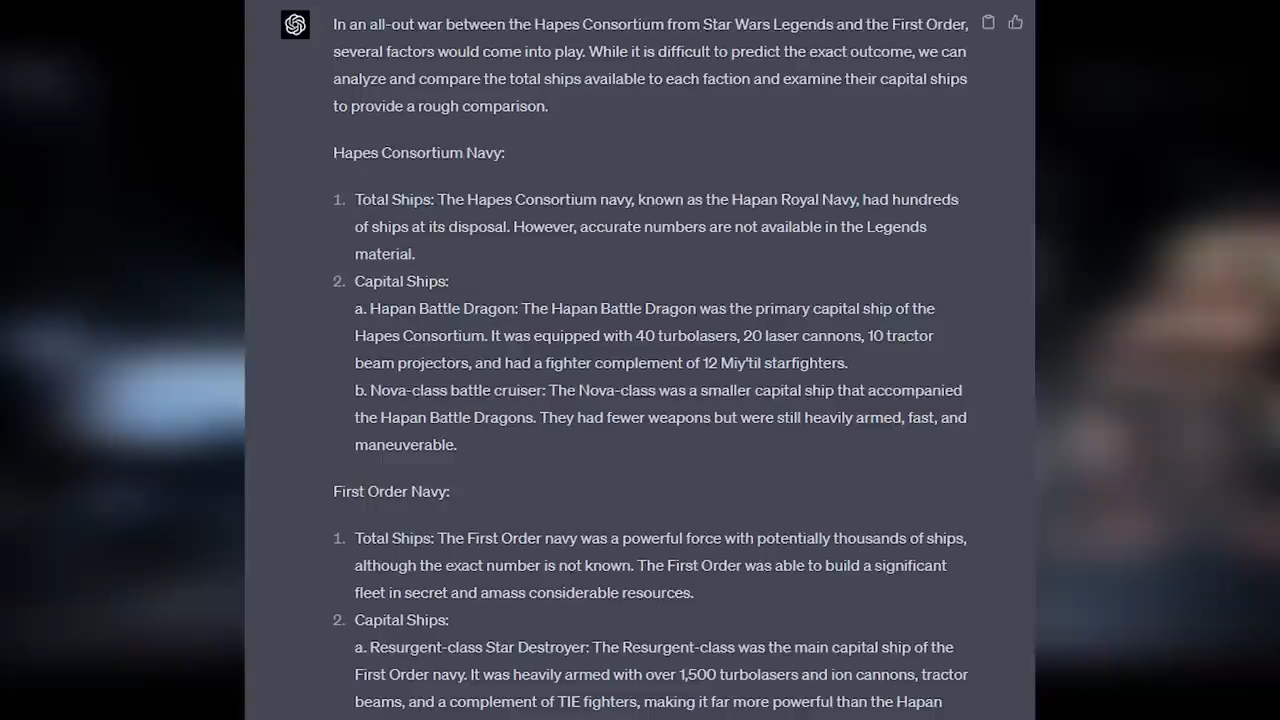 In an all-out war between the Hapes Consortium from Star Wars Legends and the First Order,
several factors would come into play. While it is difficult to predict the exact outcome, we can
analyze and compare the total ships available to each faction and examine their capital ships
to provide a rough comparison.
Hapes Consortium Navy:
1. Total Ships: The Hapes Consortium navy, known as the Hapan Royal Navy, had hundreds
of ships at its disposal. However, accurate numbers are not available in the Legends
material.
2. Capital Ships:
a. Hapan Battle Dragon: The Hapan Battle Dragon was the primary capital ship of the
Hapes Consortium. It was equipped with 40 turbolasers, 20 laser cannons, 10 tractor
beam projectors, and had a fighter complement of 12 Miy'til starfighters.
b. Nova-class battle cruiser: The Nova-class was a smaller capital ship that accompanied
the Hapan Battle Dragons. They had fewer weapons but were still heavily armed, fast, and
maneuverable.
First Order Navy:
1. Total Ships: The First Order navy was a powerful force with potentially thousands of ships,
although the exact number is not known. The First Order was able to build a significant
fleet in secret and amass considerable resources.
2. Capital Ships:
a. Resurgent-class Star Destroyer: The Resurgent-class was the main capital ship of the
First Order navy. It was heavily armed with over 1,500 turbolasers and ion cannons, tractor
beams, and a complement of TIE fighters, making it far more powerful than the Hapan